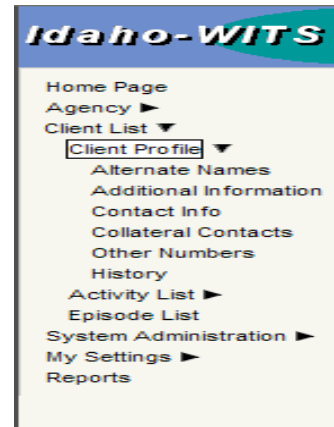 Idaho-WITS
Home Page
Agency ►
Client List ▼
Client Profile ▼
Alternate Names
Additional Information
Contact Info
Collateral Contacts
Other Numbers
History
Activity List ►
Episode List
System Administration ►
My Settings ►
Reports